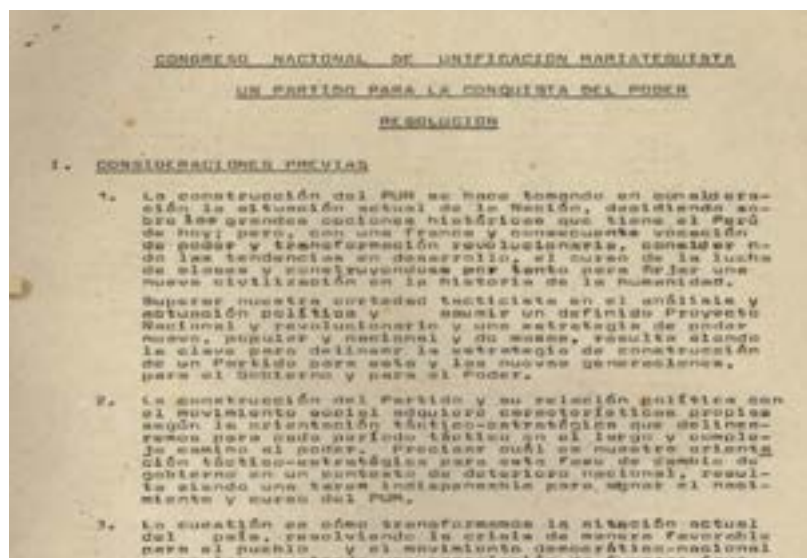 CONGRESO NACIONAL DE UNIFICACION MARIATEGUISTA
UN PARTIDO PARA LA CONQUISTA DEL PODER
RESOLUCION
I. CONSIDERACIONES PREVIAS
1. La construcción del PUM se hace tomando en considera-
ción la situación actual de la Nación, decidiendo so-
bre las grandes opciones históricas que tiene el Perú
de hoy; pero, con una franca y consecuente vocación
de poder y transformación revolucionaria, consider n-
do las tendencias en desarrollo, el curso de la lucha
de clases y construyendose por tanto para forjar una
nueva civilización en la historia de la humanidad.
Superar nuestra cortedad tacticista en el análisis y
actuación política y asumir un definido Proyecto
Nacional y revolucionario y una estrategia de poder
nuevo, popular y nacional y de masas, resulta siendo
la clave para delinear la estrategia de construcción
de un Partido para esta y las nuevas generaciones,
para el Gobierno y para el Poder.
2. La construcción del Partido y su relación política con
el movimiento social adquiere características propias
según la orientación táctico-estratégica que delinea-
remos para cada período táctico en el largo y comple-
jo camino al poder. Precisar cuál es nuestra orienta
ción táctico-estratégica para esta fase de cambio de
gobierno en un contexto de deterioro nacional, resul-
ta siendo una tarea indispensable para signar el naci-
miento y curso del PUM.
3. La cuestión es cómo transformamos la sitación actual
del país, resolviendo la crisis de manera favorable
para el pueblo y el movimiento democrático-nacional